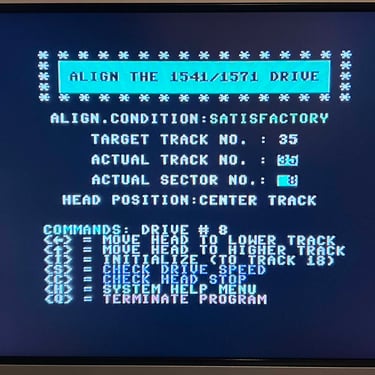 ALIGN THE 1541/1571 DRIVE
ALIGN.CONDITION:SATISFACTORY
TARGET TRACK NO. : 35
ACTUAL TRACK NO. : 35
ACTUAL SECTOR NO.: 8
HEAD POSITION:CENTER TRACK
COMMANDS: DRIVE # 8
= MOVE HEAD TO LOWER TRACK
= MOVE HEAD TO HIGHER TRACK
(I) = INITIALIZE (TO TRACK 18)
(S) = CHECK DRIVE SPEED
(C) = CHECK HEAD STOP
(H) = SYSTEM HELP MENU
(Q) = TERMINATE PROGRAM